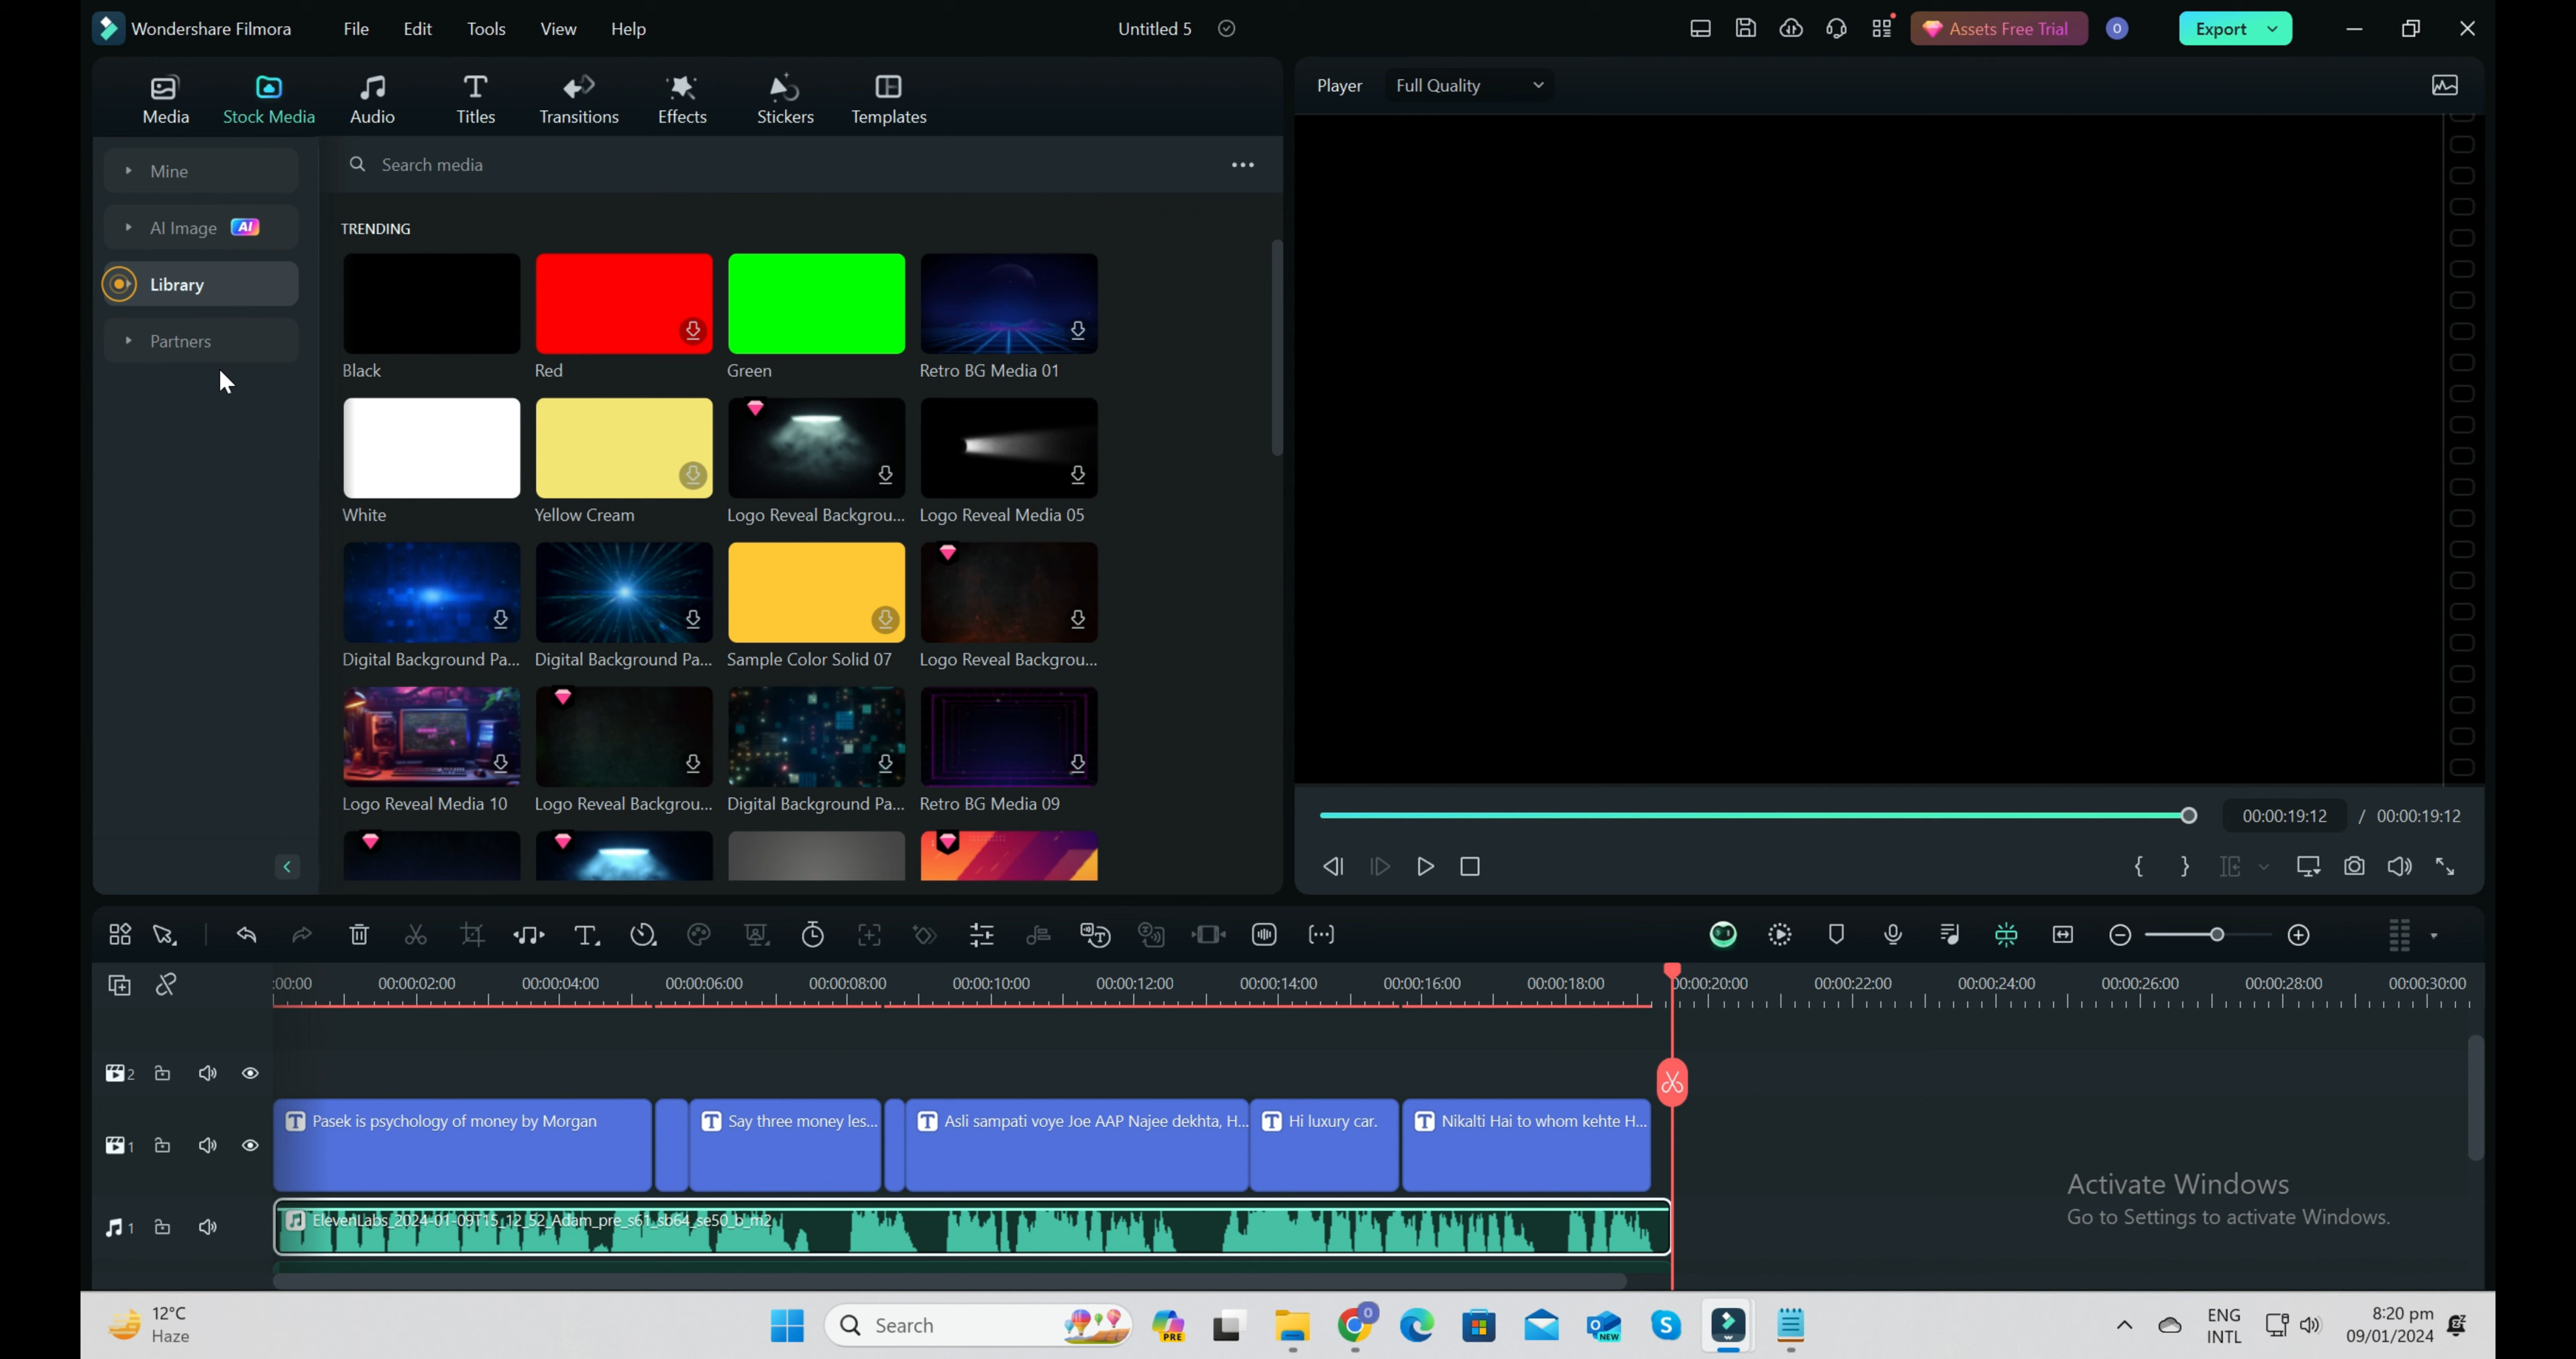 Wondershare Filmora File Edit Tools View Help Untitled 5 Assets Free Trial O Export
Media Stock Media Audio Titles Transitions Effects Stickers Templates
Player Full Quality
Mine
AI Image AI
Library
Partners
Search media
TRENDING
Black Red Green Retro BG Media 01
White Yellow Cream Logo Reveal Backgrou... Logo Reveal Media 05
Digital Background Pa... Digital Background Pa... Sample Color Solid 07 Logo Reveal Backgrou...
Logo Reveal Media 10 Logo Reveal Backgrou... Digital Background Pa... Retro BG Media 09
00:00:19:12 / 00:00:19:12
:00:00 00:00:02:00 00:00:04:00 00:00:06:00 00:00:08:00 00:00:10:00 00:00:12:00 00:00:14:00 00:00:16:00 00:00:18:00 00:00:20:00 00:00:22:00 00:00:24:00 00:00:26:00 00:00:28:00 00:00:30:00
2
Pasek is psychology of money by Morgan Say three money les... Asli sampati voye Joe AAP Najee dekhta, H... Hi luxury car. Nikalti Hai to whom kehte H...
1
ElevenLabs_2024-01-09T15_12_52_Adam_pre_s61_sb64_se50_b_m2
1
Activate Windows
Go to Settings to activate Windows.
12°C
Haze
Search
PRE
NEW
ENG
INTL
8:20 pm
09/01/2024